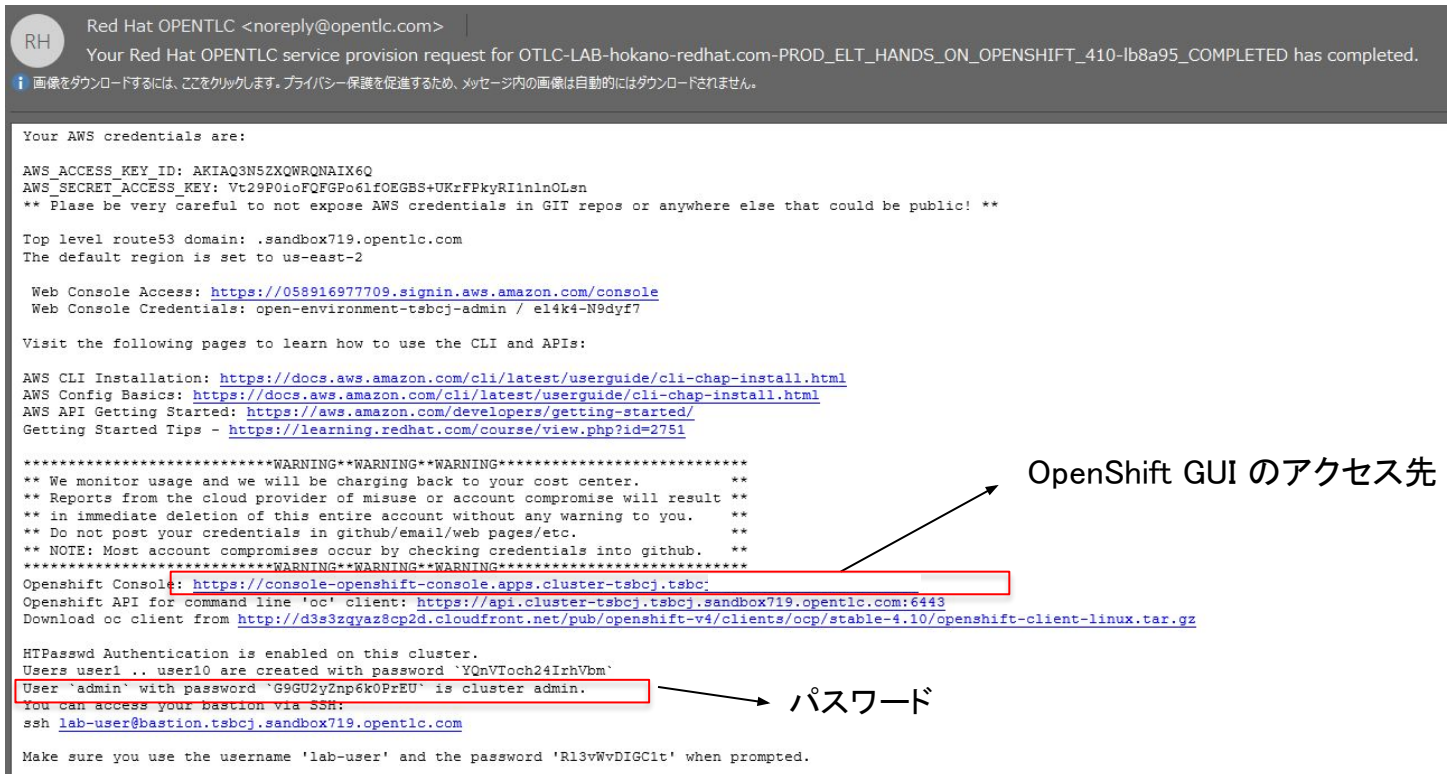 RH
Red Hat OPENTLC <noreply@opentlc.com>
Your Red Hat OPENTLC service provision request for OTLC-LAB-hokano-redhat.com-PROD_ELT_HANDS_ON_OPENSHIFT_410-lb8a95_COMPLETED has completed.
画像をダウンロードするには、ここをクリックします。プライバシー保護を促進するため、メッセージ内の画像は自動的にはダウンロードされません。
Your AWS credentials are:
AWS_ACCESS_KEY_ID: AKIAQ3N5ZXQWRQNAIX6Q
AWS_SECRET_ACCESS_KEY: Vt29P0ioFQFGPo6lfOEGBS+UKrFPkyRI1nlnOLsn
** Plase be very careful to not expose AWS credentials in GIT repos or anywhere else that could be public! **
Top level route53 domain: .sandbox719.opentlc.com
The default region is set to us-east-2
Web Console Access: https://058916977709.signin.aws.amazon.com/console
Web Console Credentials: open-environment-tsbcj-admin / el4k4-N9dyf7
Visit the following pages to learn how to use the CLI and APIs:
AWS CLI Installation: https://docs.aws.amazon.com/cli/latest/userguide/cli-chap-install.html
AWS Config Basics: https://docs.aws.amazon.com/cli/latest/userguide/cli-chap-install.html
AWS API Getting Started: https://aws.amazon.com/developers/getting-started/
Getting Started Tips - https://learning.redhat.com/course/view.php?id=2751
****************************WARNING**WARNING**WARNING****************************
** We monitor usage and we will be charging back to your cost center. **
** Reports from the cloud provider of misuse or account compromise will result **
** in immediate deletion of this entire account without any warning to you. **
** Do not post your credentials in github/email/web pages/etc. **
** NOTE: Most account compromises occur by checking credentials into github. **
****************************WARNING**WARNING**WARNING****************************
OpenShift GUI のアクセス先
Openshift Console: https://console-openshift-console.apps.cluster-tsbcj.tsbcj
Openshift API for command line 'oc' client: https://api.cluster-tsbcj.tsbcj.sandbox719.opentlc.com:6443
Download oc client from http://d3s3zqyaz8cp2d.cloudfront.net/pub/openshift-v4/clients/ocp/stable-4.10/openshift-client-linux.tar.gz
HTPasswd Authentication is enabled on this cluster.
Users user1 .. user10 are created with password `YQnVToch24IrhVbm`
User `admin` with password `G9GU2yZnp6k0PrEU` is cluster admin.
パスワード
You can access your bastion via SSH:
ssh lab-user@bastion.tsbcj.sandbox719.opentlc.com
Make sure you use the username 'lab-user' and the password 'Rl3vWvDIGC1t' when prompted.